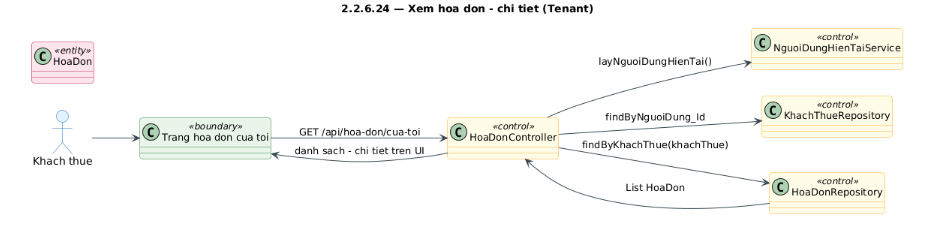 2.2.6.24 — Xem hoa don - chi tiet (Tenant)
«entity»
HoaDon
«control»
NguoiDungHienTaiService
layNguoiDungHienTai()
«control»
KhachThueRepository
findByNguoiDung_Id
«boundary»
Trang hoa don cua toi
GET /api/hoa-don/cua-toi
«control»
HoaDonController
danh sach - chi tiet tren UI
findByKhachThue(khachThue)
Khach thue
«control»
HoaDonRepository
List HoaDon
C
C
C
C
C
C